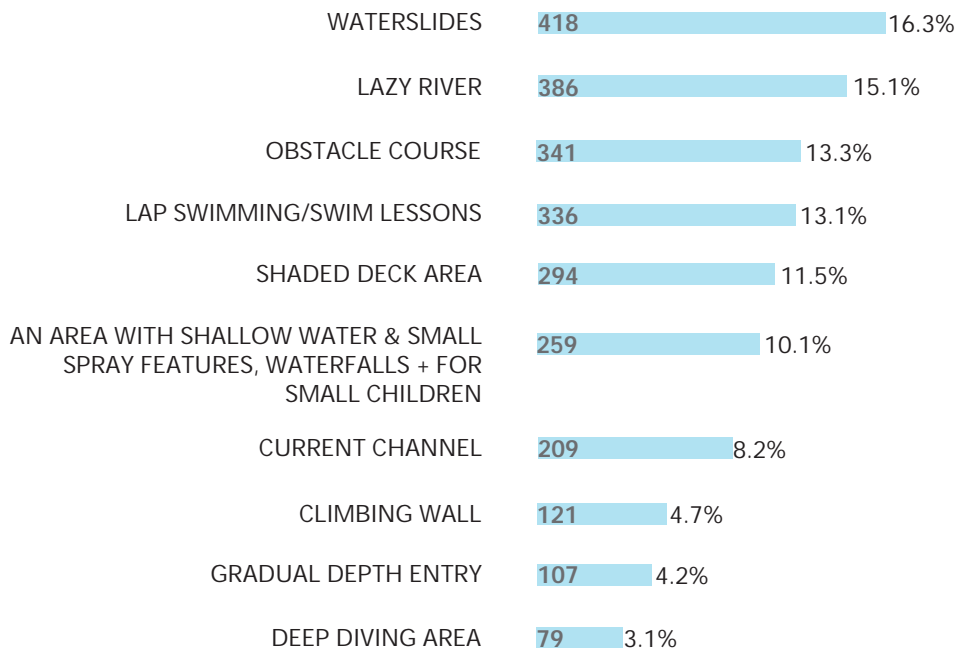 WATERSLIDES 418 16.3%
LAZY RIVER 386 15.1%
OBSTACLE COURSE 341 13.3%
LAP SWIMMING/SWIM LESSONS 336 13.1%
SHADED DECK AREA 294 11.5%
AN AREA WITH SHALLOW WATER & SMALL
SPRAY FEATURES, WATERFALLS + FOR
SMALL CHILDREN
259 10.1%
CURRENT CHANNEL 209 8.2%
CLIMBING WALL 121 4.7%
GRADUAL DEPTH ENTRY 107 4.2%
DEEP DIVING AREA 79 3.1%